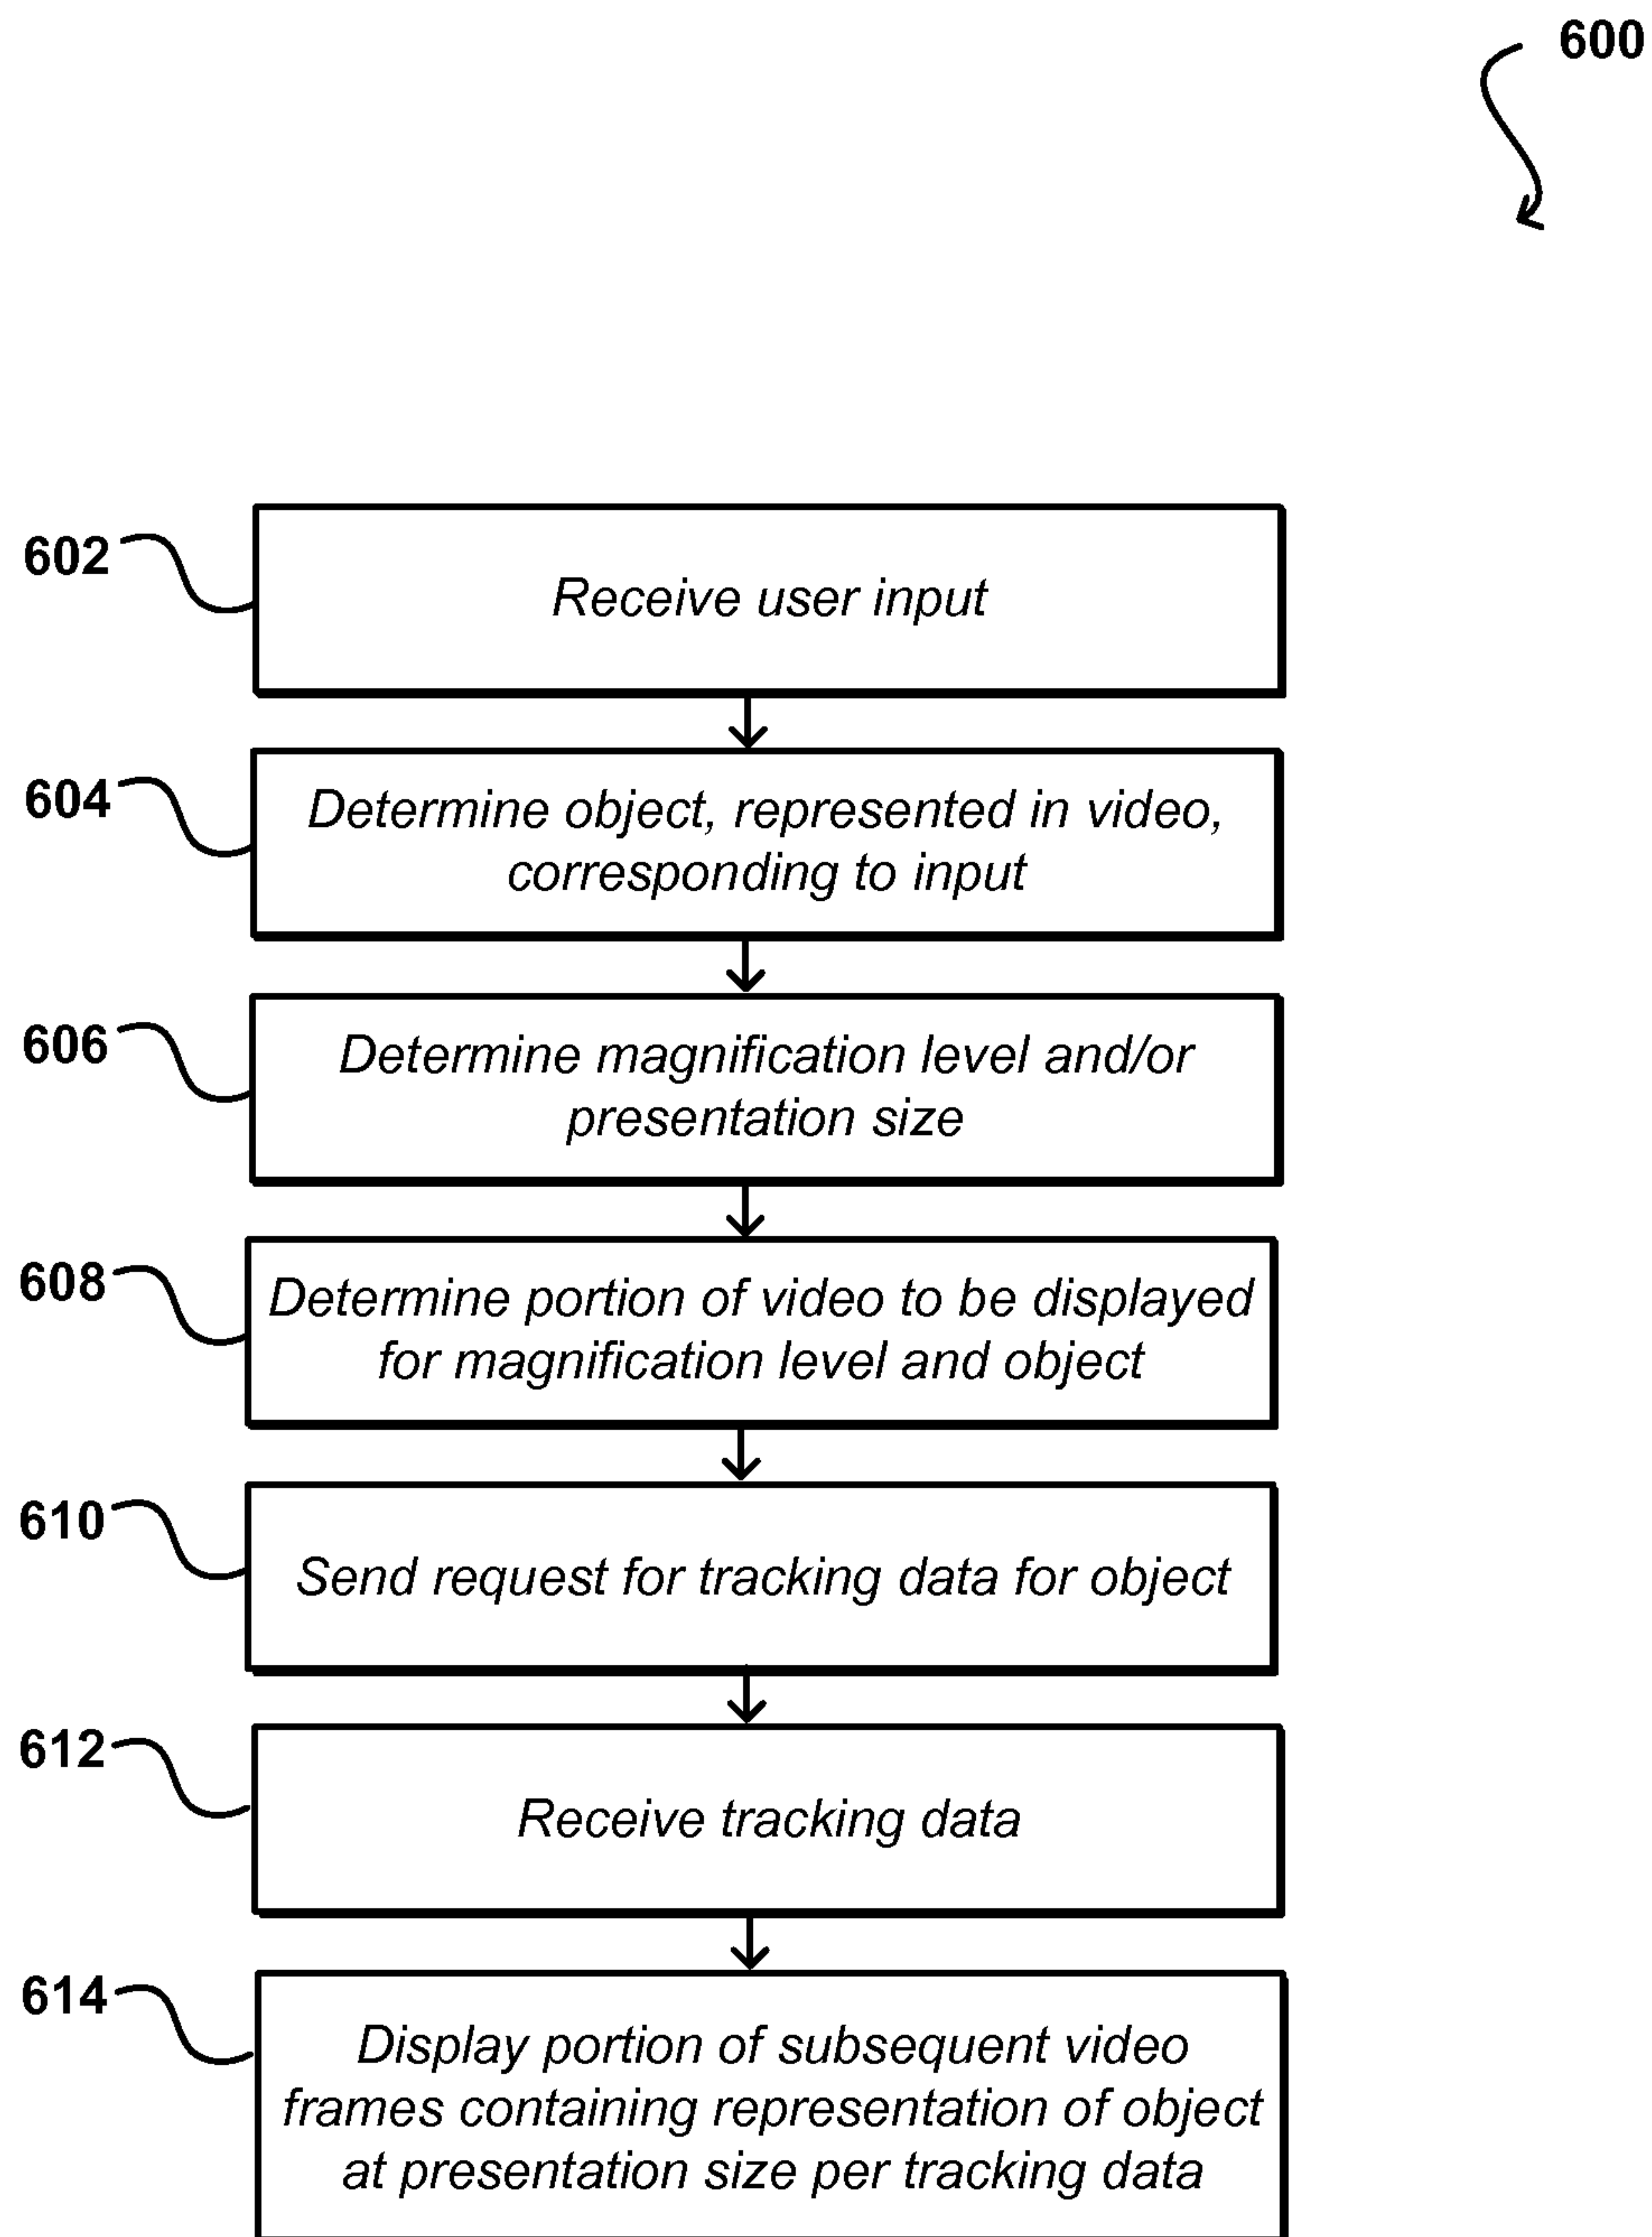 600
602
Receive user input
604
Determine object, represented in video,
corresponding to input
606
Determine magnification level and/or
presentation size
608
Determine portion of video to be displayed
for magnification level and object
610
Send request for tracking data for object
612
Receive tracking data
614
Display portion of subsequent video
frames containing representation of object
at presentation size per tracking data